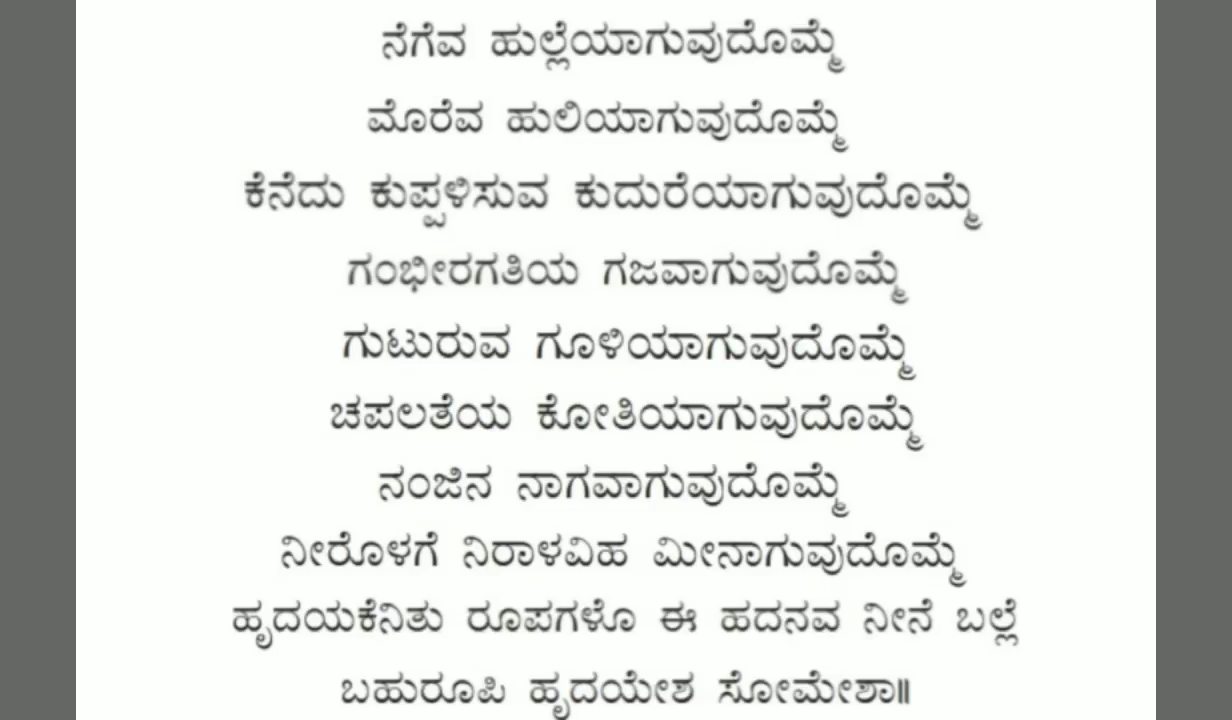 ನೆಗೆವ ಹುಲ್ಲೆಯಾಗುವುದೊಮ್ಮೆ
ಮೊರೆವ ಹುಲಿಯಾಗುವುದೊಮ್ಮೆ
ಕೆನೆದು ಕುಪ್ಪಳಿಸುವ ಕುದುರೆಯಾಗುವುದೊಮ್ಮೆ
ಗಂಭೀರಗತಿಯ ಗಜವಾಗುವುದೊಮ್ಮೆ
ಗುಟುರುವ ಗೂಳಿಯಾಗುವುದೊಮ್ಮೆ
ಚಪಲತೆಯ ಕೋತಿಯಾಗುವುದೊಮ್ಮೆ
ನಂಜಿನ ನಾಗವಾಗುವುದೊಮ್ಮೆ
ನೀರೊಳಗೆ ನಿರಾಳವಿಹ ಮೀನಾಗುವುದೊಮ್ಮೆ
ಹೃದಯಕೆನಿತು ರೂಪಗಳೊ ಈ ಹದನವ ನೀನೆ ಬಲ್ಲೆ
ಬಹುರೂಪಿ ಹೃದಯೇಶ ಸೋಮೇಶಾ॥